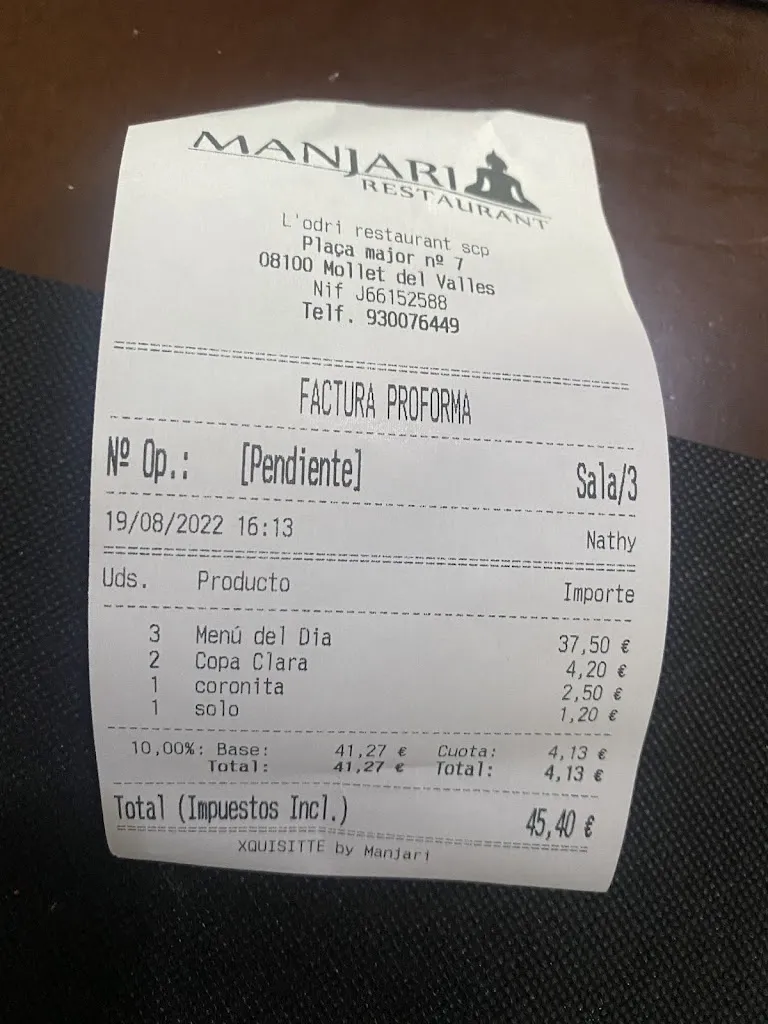 MANJARI
RESTAURANT
L'odri restaurant scp
Plaça major nº 7
08100 Mollet del Valles
Nif J66152588
Telf. 930076449
FACTURA PROFORMA
Nº Op.: [Pendiente] Sala/3
19/08/2022 16:13 Nathy
Uds. Producto Importe
3 Menú del Dia 37,50 €
2 Copa Clara 4,20 €
1 coronita 2,50 €
1 solo 1,20 €
10,00%: Base: 41,27 € Cuota: 4,13 €
Total: 41,27 € Total: 4,13 €
Total (Impuestos Incl.) 45,40 €
XQUISITTE by Manjari